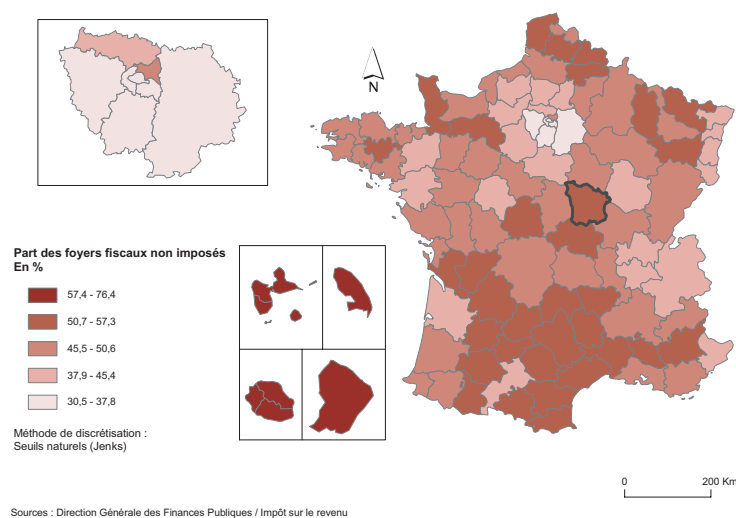 N
Part des foyers fiscaux non imposés
En %
57,4 - 76,4
50,7 - 57,3
45,5 - 50,6
37,9 - 45,4
30,5 - 37,8
Méthode de discrétisation :
Seuils naturels (Jenks)
0 200 Km
Sources : Direction Générale des Finances Publiques / Impôt sur le revenu